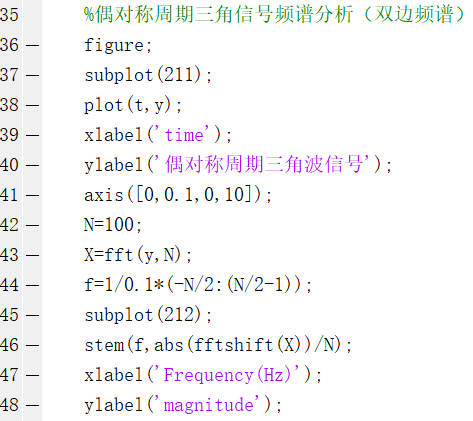 35 %偶对称周期三角信号频谱分析（双边频谱）
36 — figure;
37 — subplot(211);
38 — plot(t,y);
39 — xlabel('time');
40 — ylabel('偶对称周期三角波信号');
41 — axis([0,0.1,0,10]);
42 — N=100;
43 — X=fft(y,N);
44 — f=1/0.1*(-N/2:(N/2-1));
45 — subplot(212);
46 — stem(f,abs(fftshift(X))/N);
47 — xlabel('Frequency(Hz)');
48 — ylabel('magnitude');